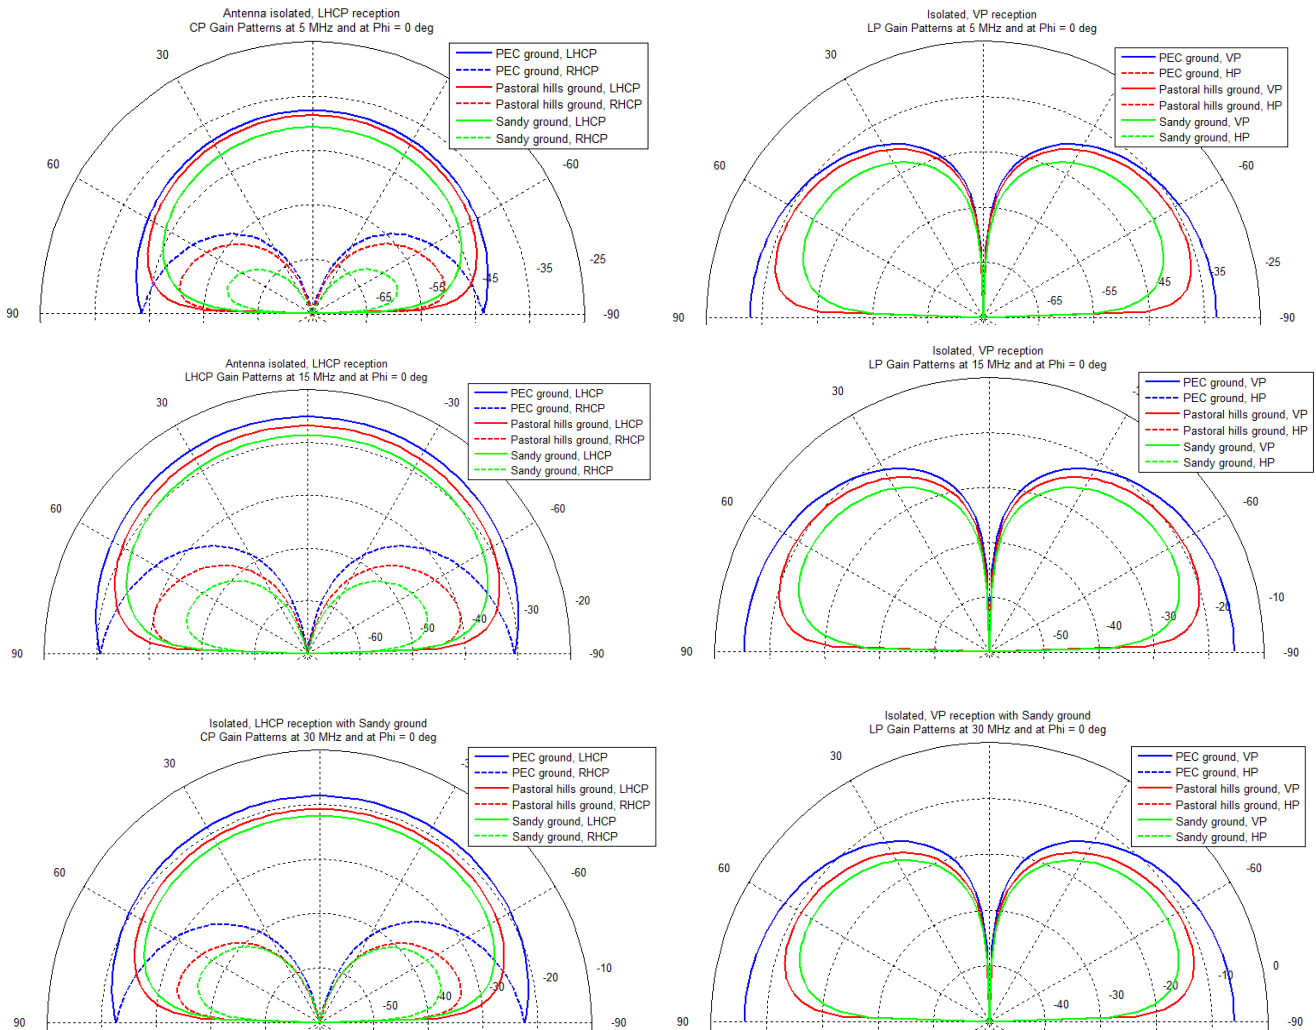 Antenna isolated, LHCP reception
CP Gain Patterns at 5 MHz and at Phi = 0 deg
PEC ground, LHCP
PEC ground, RHCP
Pastoral hills ground, LHCP
Pastoral hills ground, RHCP
Sandy ground, LHCP
Sandy ground, RHCP
30
60
-60
90
-90
-25
-35
-45
-55
-65
Isolated, VP reception
LP Gain Patterns at 5 MHz and at Phi = 0 deg
PEC ground, VP
PEC ground, HP
Pastoral hills ground, VP
Pastoral hills ground, HP
Sandy ground, VP
Sandy ground, HP
30
60
-60
90
-90
-25
-35
-45
-55
-65
Antenna isolated, LHCP reception
LHCP Gain Patterns at 15 MHz and at Phi = 0 deg
PEC ground, LHCP
PEC ground, RHCP
Pastoral hills ground, LHCP
Pastoral hills ground, RHCP
Sandy ground, LHCP
Sandy ground, RHCP
30
-30
60
-60
90
-90
-20
-30
-40
-50
-60
Isolated, VP reception
LP Gain Patterns at 15 MHz and at Phi = 0 deg
PEC ground, VP
PEC ground, HP
Pastoral hills ground, VP
Pastoral hills ground, HP
Sandy ground, VP
Sandy ground, HP
30
60
-60
90
-90
-10
-20
-30
-40
-50
Isolated, LHCP reception with Sandy ground
CP Gain Patterns at 30 MHz and at Phi = 0 deg
PEC ground, LHCP
PEC ground, RHCP
Pastoral hills ground, LHCP
Pastoral hills ground, RHCP
Sandy ground, LHCP
Sandy ground, RHCP
30
60
-60
90
-90
-10
-20
-30
-40
-50
Isolated, VP reception with Sandy ground
LP Gain Patterns at 30 MHz and at Phi = 0 deg
PEC ground, VP
PEC ground, HP
Pastoral hills ground, VP
Pastoral hills ground, HP
Sandy ground, VP
Sandy ground, HP
30
60
-60
90
-90
0
-10
-20
-40
-50